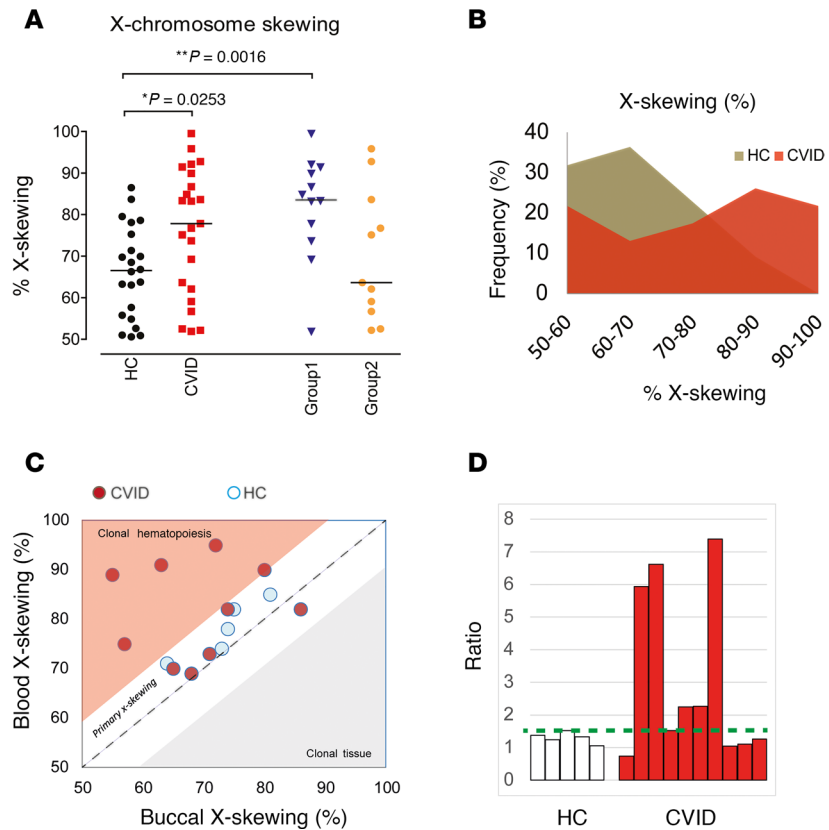 A
X-chromosome skewing
**P = 0.0016
*P = 0.0253
% X-skewing
100
90
80
70
60
50
HC
CVID
Group1
Group2
B
X-skewing (%)
HC CVID
Frequency (%)
40
30
20
10
0
50-60
60-70
70-80
80-90
90-100
% X-skewing
C
CVID HC
Blood X-skewing (%)
100
90
80
70
60
50
Clonal hematopoiesis
Primary x-skewing
Clonal tissue
50 60 70 80 90 100
Buccal X-skewing (%)
D
Ratio
8
7
6
5
4
3
2
1
0
HC CVID